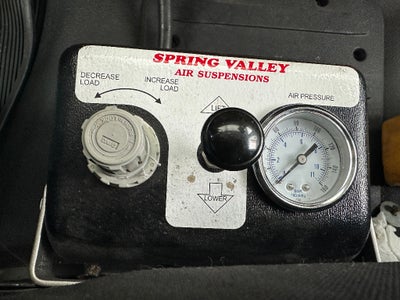 SPRING VALLEY
AIR SUSPENSIONS
DECREASE
LOAD
INCREASE
LOAD
LIFT
AIR PRESSURE
LOWER